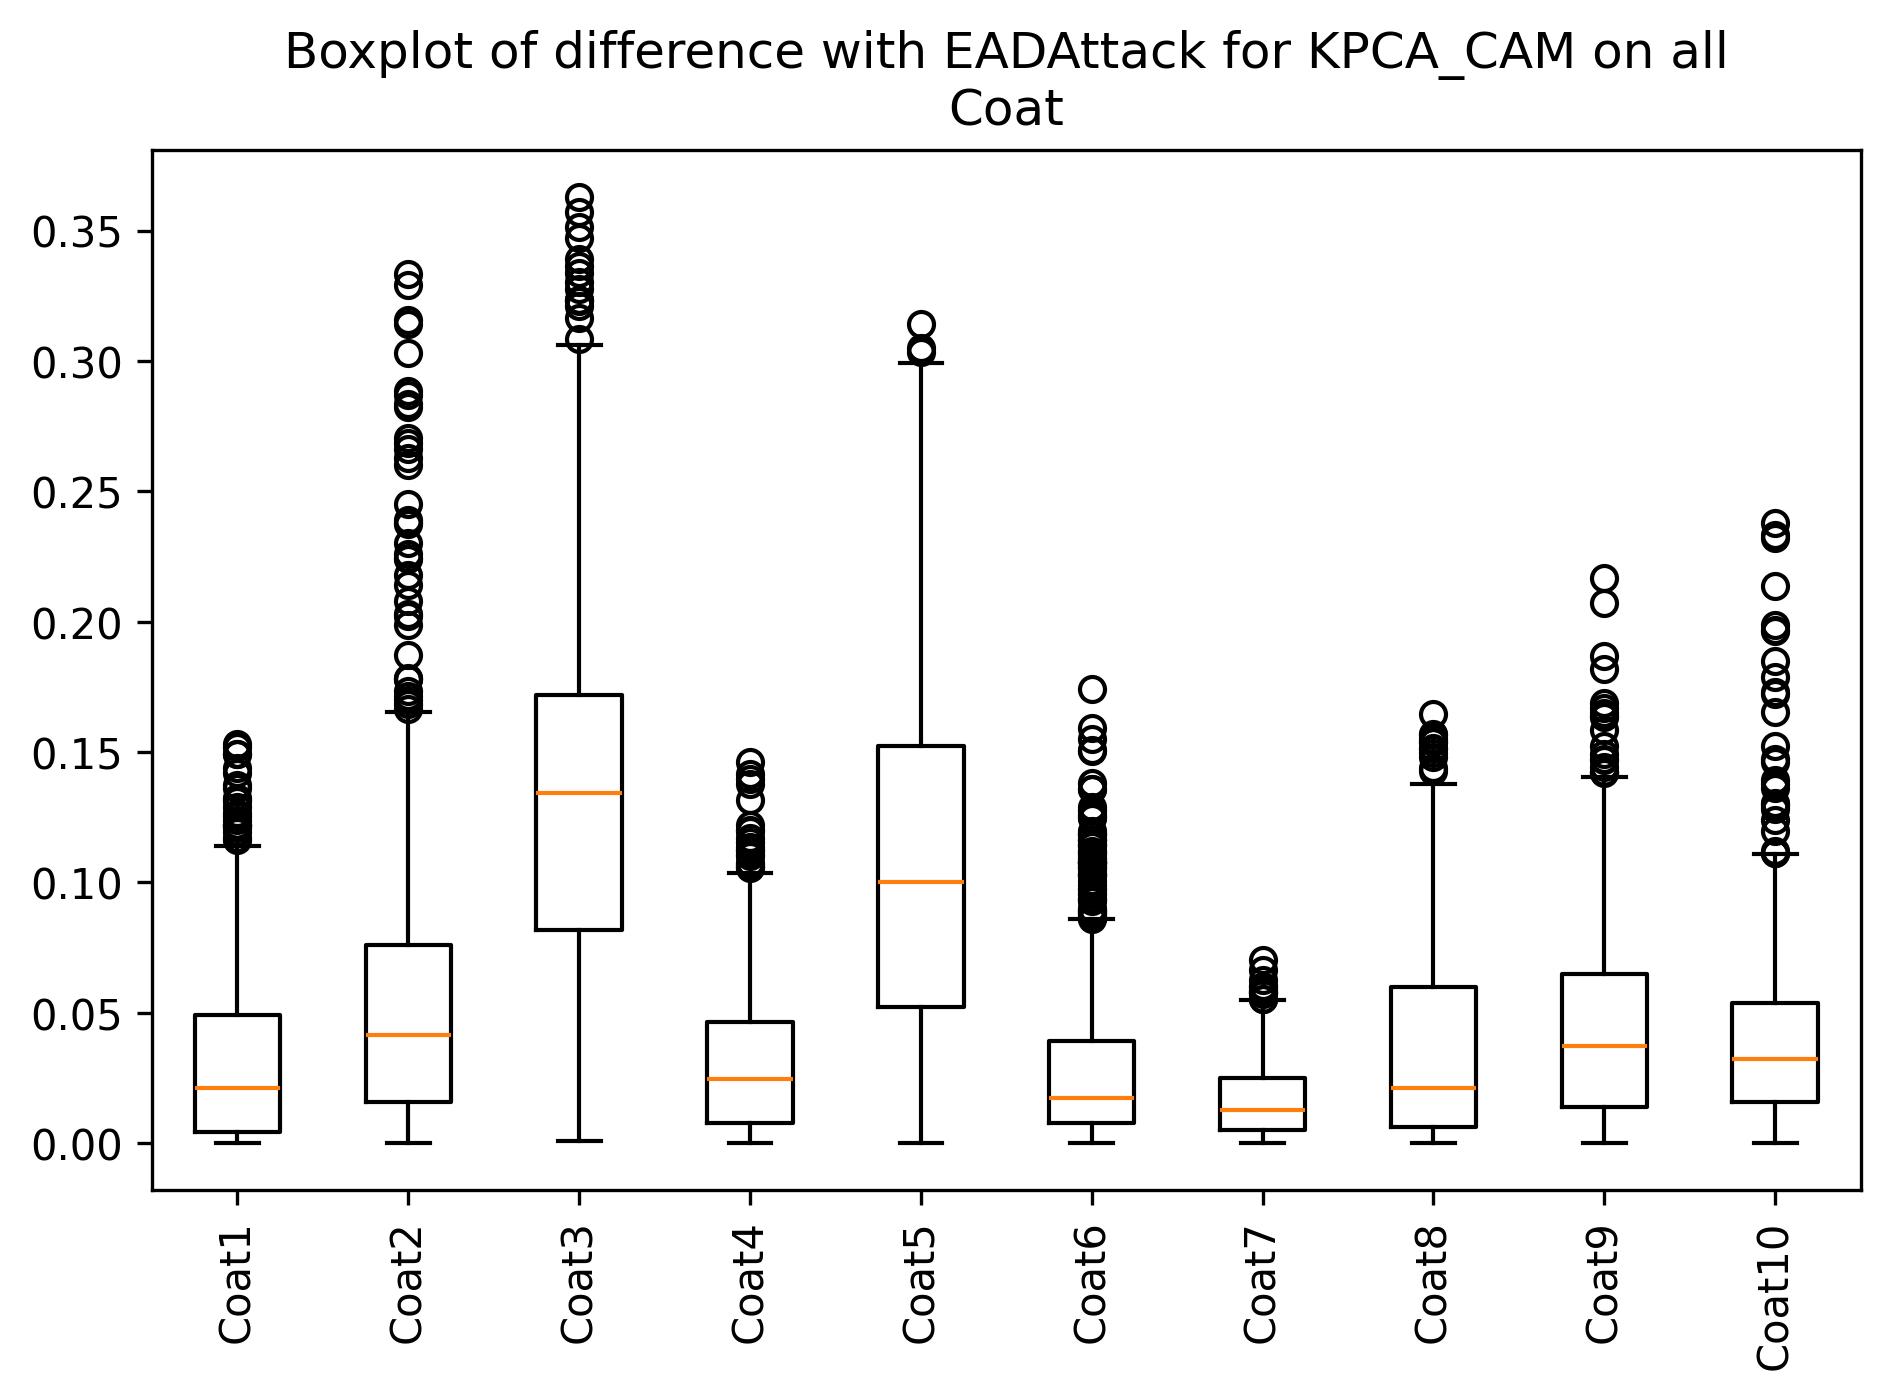 Boxplot of difference with EADAttack for KPCA_CAM on all
Coat
0.35
0.30
0.25
0.20
0.15
0.10
0.05
0.00
Coat1
Coat2
Coat3
Coat4
Coat5
Coat6
Coat7
Coat8
Coat9
Coat10